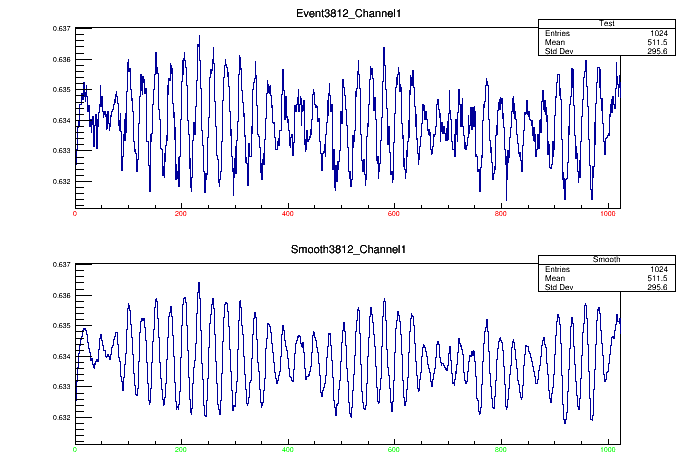 Event3812_Channel1
Test
Entries 1024
Mean 511.5
Std Dev 295.6
0.637
0.636
0.635
0.634
0.633
0.632
0 200 400 600 800 1000
Smooth3812_Channel1
Smooth
Entries 1024
Mean 511.5
Std Dev 295.6
0.637
0.636
0.635
0.634
0.633
0.632
0 200 400 600 800 1000